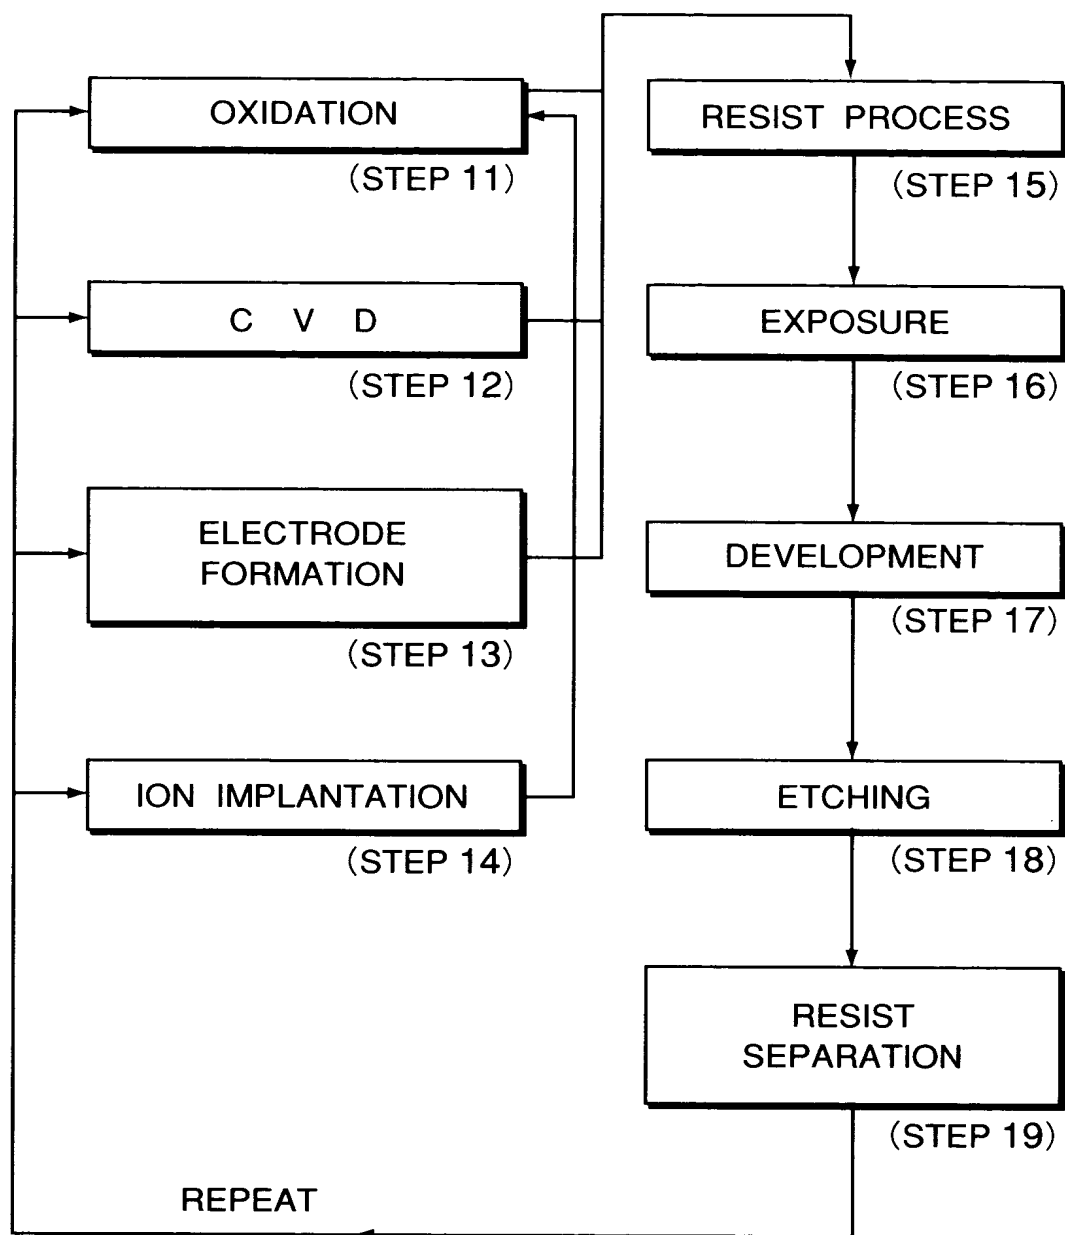 OXIDATION
(STEP 11)
C V D
(STEP 12)
ELECTRODE
FORMATION
(STEP 13)
ION IMPLANTATION
(STEP 14)
RESIST PROCESS
(STEP 15)
EXPOSURE
(STEP 16)
DEVELOPMENT
(STEP 17)
ETCHING
(STEP 18)
RESIST
SEPARATION
(STEP 19)
REPEAT